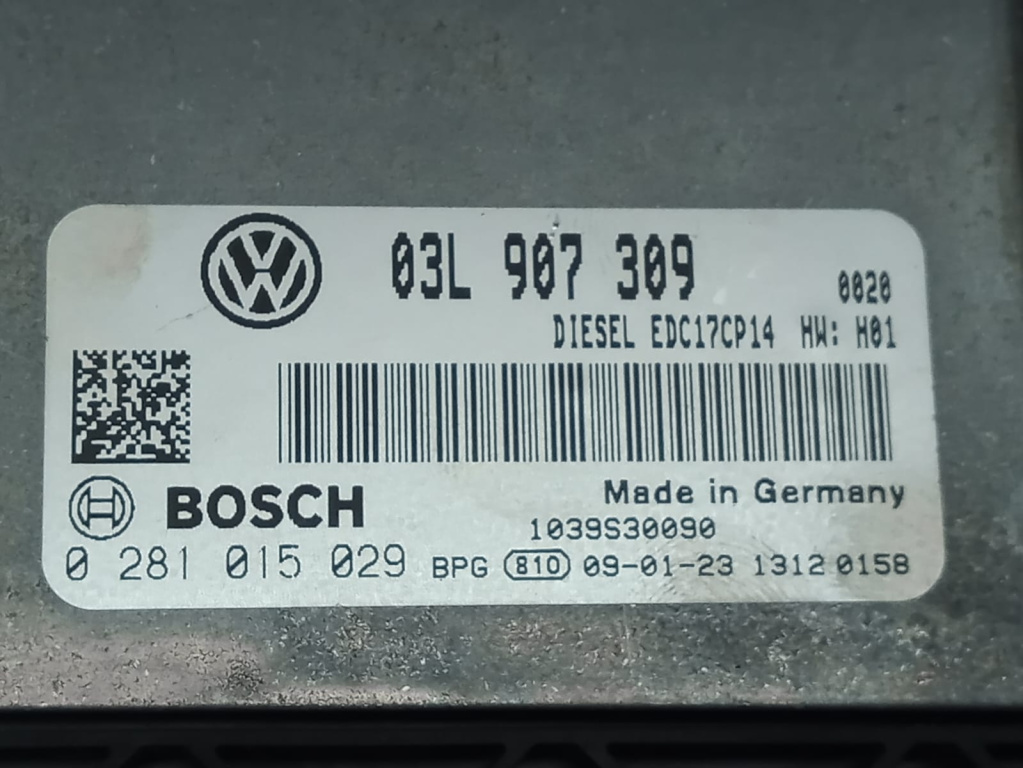 03L 907 309
0020
DIESEL EDC17CP14 HW: H01
Made in Germany
BOSCH
1039S30090
0 281 015 029 BPG 810 09-01-23 1312 0158